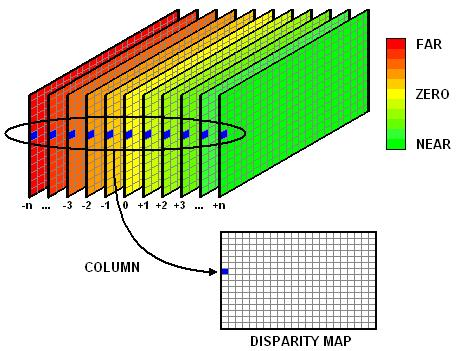 FAR
ZERO
NEAR
-n ... -3 -2 -1 0 +1 +2 +3 ... +n
COLUMN
DISPARITY MAP